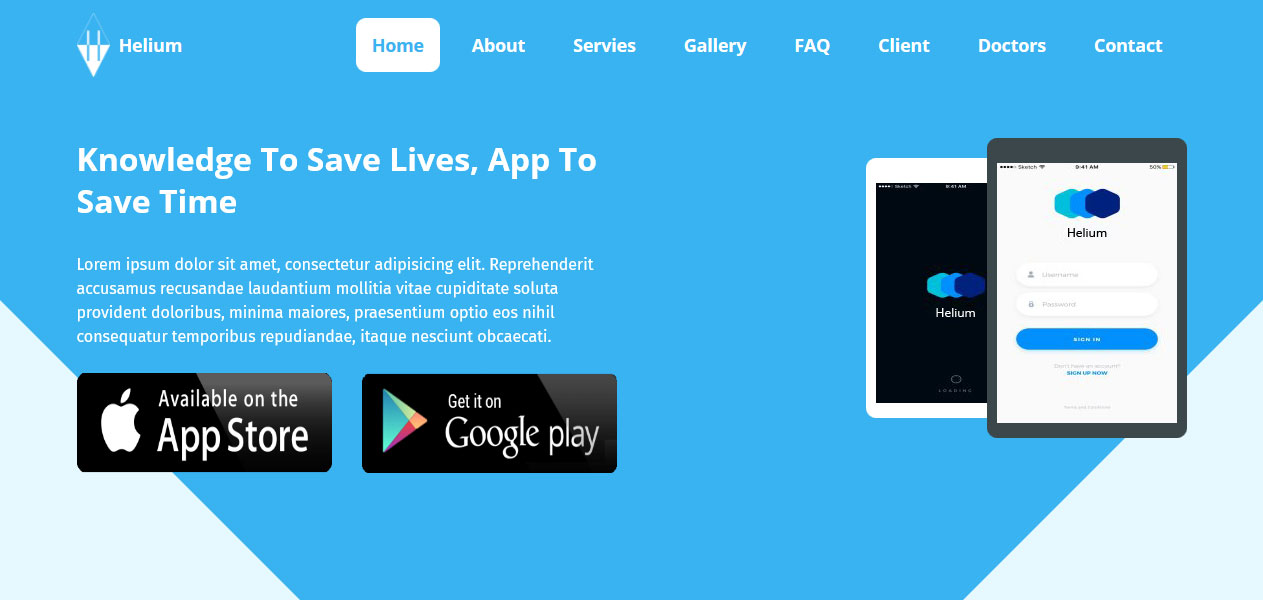 Helium
Home
About
Servies
Gallery
FAQ
Client
Doctors
Contact
Knowledge To Save Lives, App To
Save Time
Lorem ipsum dolor sit amet, consectetur adipisicing elit. Reprehenderit
accusamus recusandae laudantium mollitia vitae cupiditate soluta
provident doloribus, minima maiores, praesentium optio eos nihil
consequatur temporibus repudiandae, itaque nesciunt obcaecati.
Available on the
App Store
Get it on
Google play
Sketch 9:41 AM
Helium
LOADING
Sketch 9:41 AM 50%
Helium
Username
Password
SIGN IN
Don't have an account?
SIGN UP NOW
Terms and Conditions